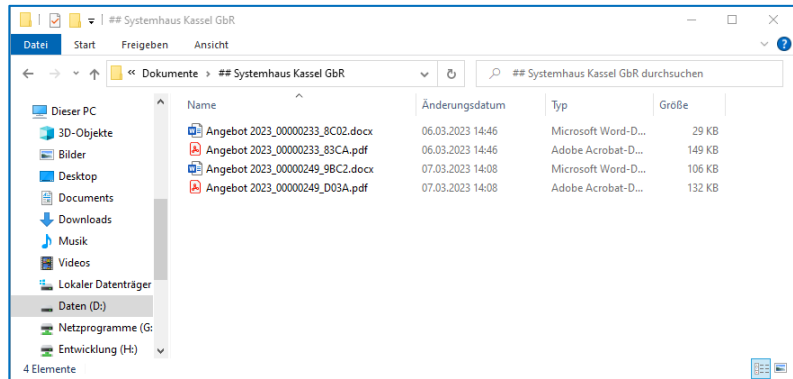 ## Systemhaus Kassel GbR
Datei Start Freigeben Ansicht
« Dokumente > ## Systemhaus Kassel GbR ## Systemhaus Kassel GbR durchsuchen
Name Änderungsdatum Typ Größe
Angebot 2023_00000233_8C02.docx 06.03.2023 14:46 Microsoft Word-D... 29 KB
Angebot 2023_00000233_83CA.pdf 06.03.2023 14:46 Adobe Acrobat-D... 149 KB
Angebot 2023_00000249_9BC2.docx 07.03.2023 14:08 Microsoft Word-D... 106 KB
Angebot 2023_00000249_D03A.pdf 07.03.2023 14:08 Adobe Acrobat-D... 132 KB
Dieser PC
3D-Objekte
Bilder
Desktop
Documents
Downloads
Musik
Videos
Lokaler Datenträger
Daten (D:)
Netzprogramme (G:
Entwicklung (H:)
4 Elemente